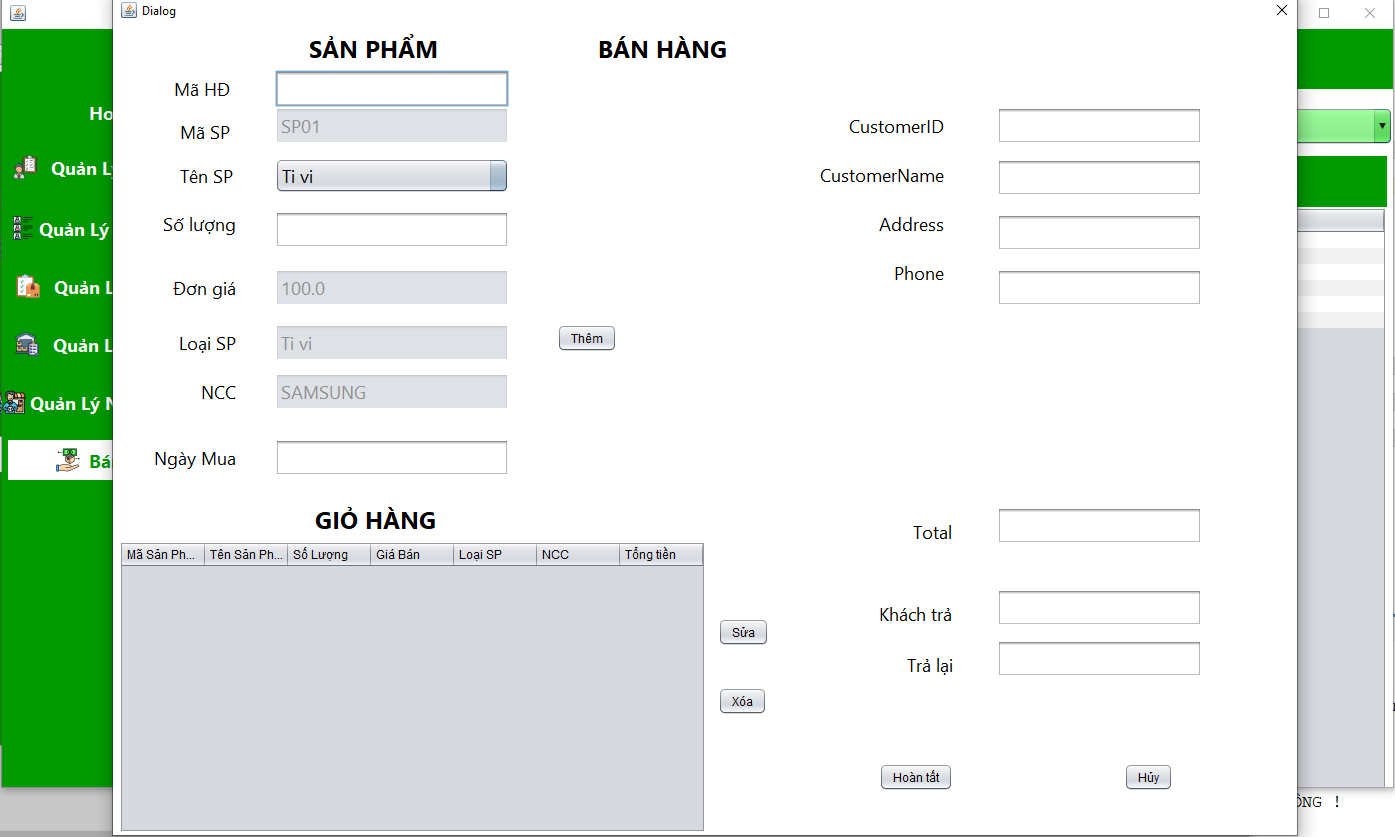 Dialog
SẢN PHẨM
BÁN HÀNG
Mã HĐ
Mã SP
SP01
Tên SP
Ti vi
Số lượng
Đơn giá
100.0
Loại SP
Ti vi
NCC
SAMSUNG
Ngày Mua
Thêm
CustomerID
CustomerName
Address
Phone
GIỎ HÀNG
Mã Sản Ph... Tên Sản Ph... Số Lượng Giá Bán Loại SP NCC Tổng tiền
Sửa
Xóa
Total
Khách trả
Trả lại
Hoàn tất
Hủy
Quản Lý
Quản Lý
Quản L
Quản L
Quản Lý